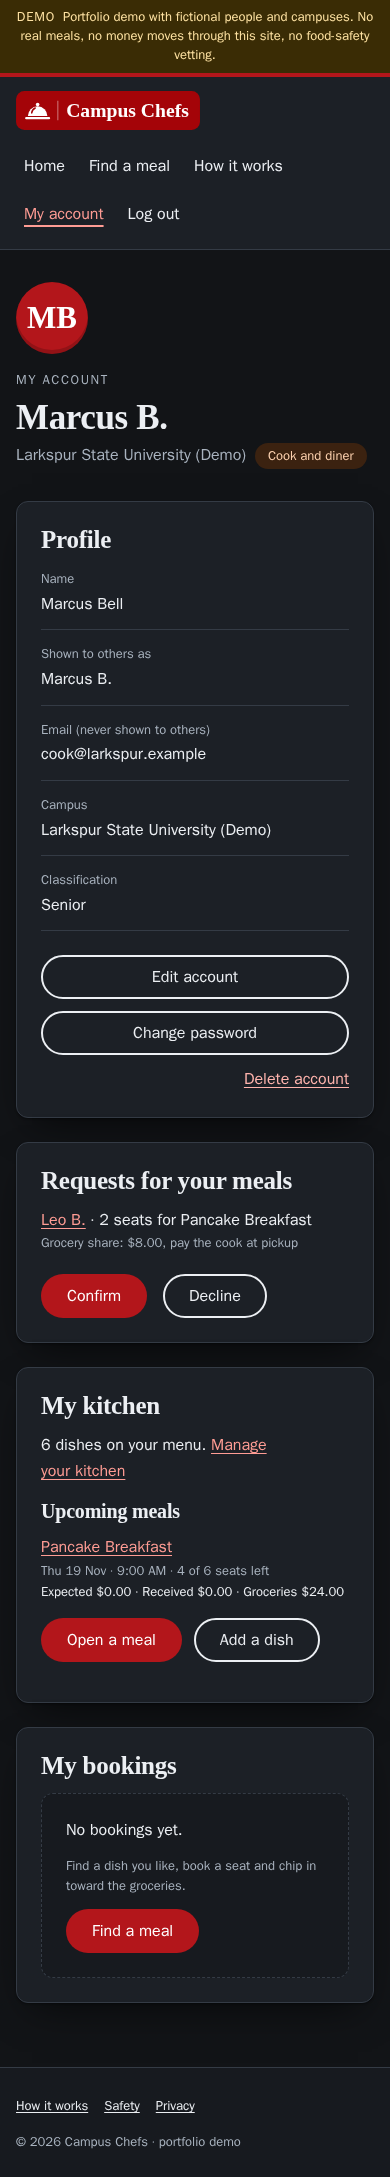 DEMO Portfolio demo with fictional people and campuses. No
real meals, no money moves through this site, no food-safety
vetting.
Campus Chefs
Home Find a meal How it works
My account Log out
MB
MY ACCOUNT
Marcus B.
Larkspur State University (Demo) Cook and diner
Profile
Name
Marcus Bell
Shown to others as
Marcus B.
Email (never shown to others)
cook@larkspur.example
Campus
Larkspur State University (Demo)
Classification
Senior
Edit account
Change password
Delete account
Requests for your meals
Leo B. · 2 seats for Pancake Breakfast
Grocery share: $8.00, pay the cook at pickup
Confirm Decline
My kitchen
6 dishes on your menu. Manage
your kitchen
Upcoming meals
Pancake Breakfast
Thu 19 Nov · 9:00 AM · 4 of 6 seats left
Expected $0.00 · Received $0.00 · Groceries $24.00
Open a meal Add a dish
My bookings
No bookings yet.
Find a dish you like, book a seat and chip in
toward the groceries.
Find a meal
How it works Safety Privacy
© 2026 Campus Chefs · portfolio demo